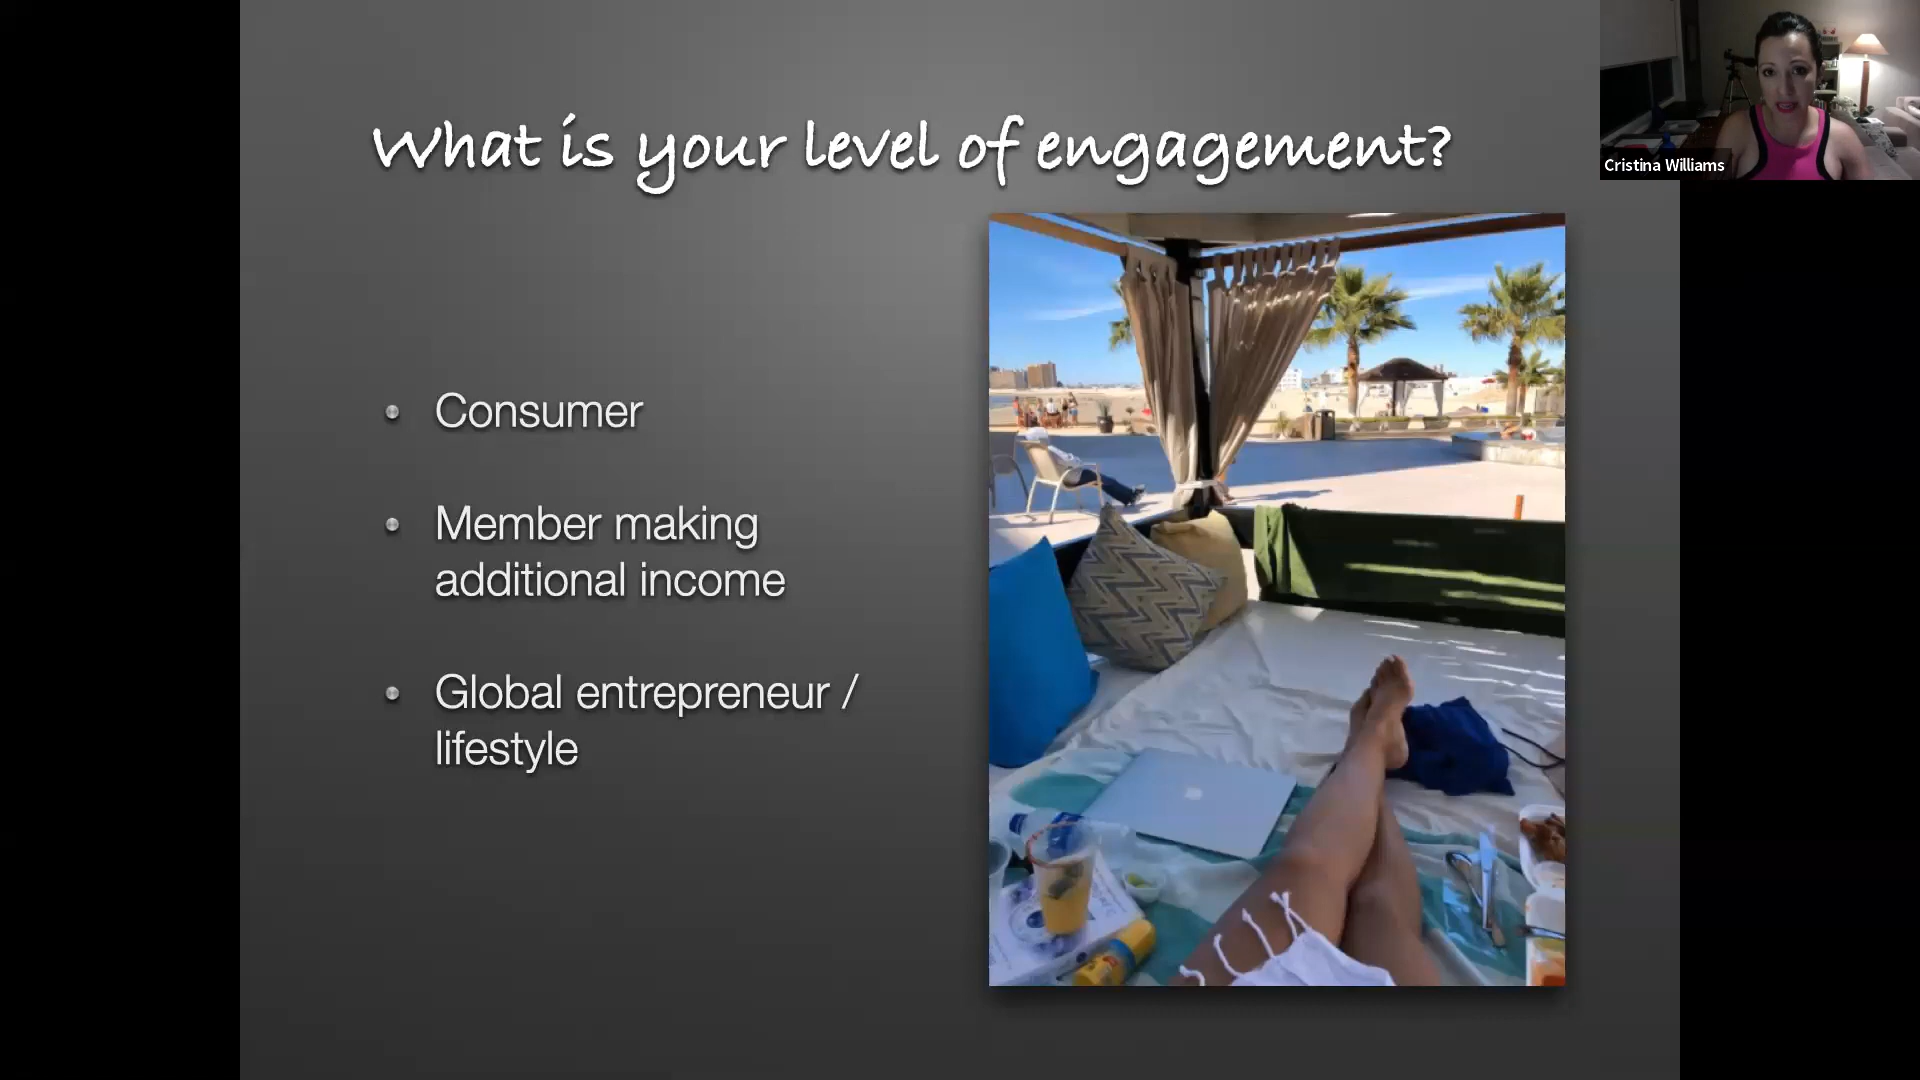 What is your level of engagement?
Cristina Williams
Consumer
Member making
additional income
Global entrepreneur /
lifestyle